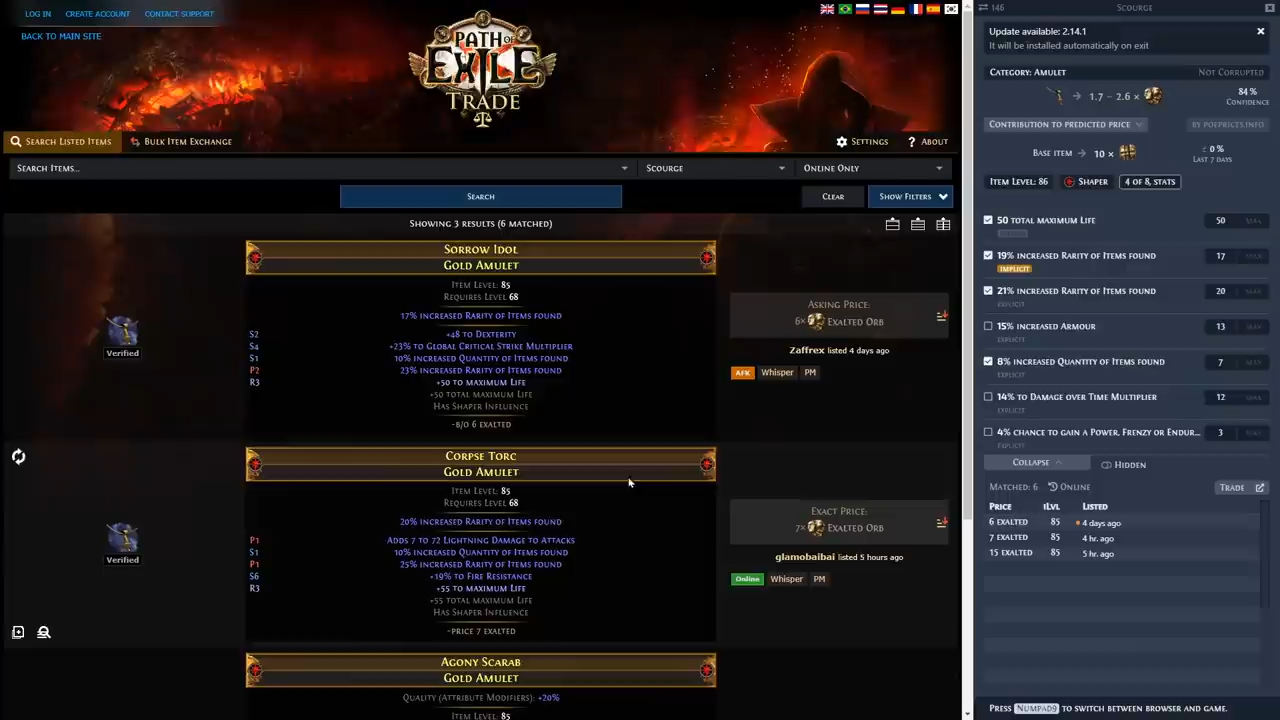 LOG IN CREATE ACCOUNT CONTACT SUPPORT
BACK TO MAIN SITE
PATH OF
EXILE
TRADE
SEARCH LISTED ITEMS BULK ITEM EXCHANGE SETTINGS ? ABOUT
SEARCH ITEMS... SCOURGE ONLINE ONLY
SEARCH CLEAR SHOW FILTERS
SHOWING 3 RESULTS (6 MATCHED)
SORROW IDOL
GOLD AMULET
ITEM LEVEL: 85
REQUIRES LEVEL 68
17% INCREASED RARITY OF ITEMS FOUND
S2 +48 TO DEXTERITY
S4 +23% TO GLOBAL CRITICAL STRIKE MULTIPLIER
S1 10% INCREASED QUANTITY OF ITEMS FOUND
P2 23% INCREASED RARITY OF ITEMS FOUND
R3 +50 TO MAXIMUM LIFE
+50 TOTAL MAXIMUM LIFE
HAS SHAPER INFLUENCE
~B/O 6 EXALTED
Verified
ASKING PRICE:
6× EXALTED ORB
Zaffrex listed 4 days ago
AFK Whisper PM
CORPSE TORC
GOLD AMULET
ITEM LEVEL: 85
REQUIRES LEVEL 68
20% INCREASED RARITY OF ITEMS FOUND
P1 ADDS 7 TO 72 LIGHTNING DAMAGE TO ATTACKS
S1 10% INCREASED QUANTITY OF ITEMS FOUND
P1 25% INCREASED RARITY OF ITEMS FOUND
S6 +19% TO FIRE RESISTANCE
R3 +55 TO MAXIMUM LIFE
+55 TOTAL MAXIMUM LIFE
HAS SHAPER INFLUENCE
~PRICE 7 EXALTED
Verified
EXACT PRICE:
7× EXALTED ORB
glamobaibai listed 5 hours ago
Online Whisper PM
AGONY SCARAB
GOLD AMULET
QUALITY (ATTRIBUTE MODIFIERS): +20%
ITEM LEVEL: 85
146 SCOURGE
Update available: 2.14.1
It will be installed automatically on exit
CATEGORY: AMULET NOT CORRUPTED
1.7 – 2.6 × 84 %
CONFIDENCE
CONTRIBUTION TO PREDICTED PRICE BY POEPRICES.INFO
BASE ITEM 10 × ± 0 %
LAST 7 DAYS
ITEM LEVEL: 86 SHAPER 4 OF 8, STATS
50 TOTAL MAXIMUM LIFE 50 MAX
19% INCREASED RARITY OF ITEMS FOUND 17 MAX
IMPLICIT
21% INCREASED RARITY OF ITEMS FOUND 20 MAX
EXPLICIT
15% INCREASED ARMOUR 13 MAX
EXPLICIT
8% INCREASED QUANTITY OF ITEMS FOUND 7 MAX
EXPLICIT
14% TO DAMAGE OVER TIME MULTIPLIER 12 MAX
EXPLICIT
4% CHANCE TO GAIN A POWER, FRENZY OR ENDUR... 3 MAX
EXPLICIT
COLLAPSE HIDDEN
MATCHED: 6 ONLINE TRADE
PRICE ILVL LISTED
6 EXALTED 85 4 days ago
7 EXALTED 85 4 hr. ago
15 EXALTED 85 5 hr. ago
PRESS NUMPAD9 TO SWITCH BETWEEN BROWSER AND GAME.